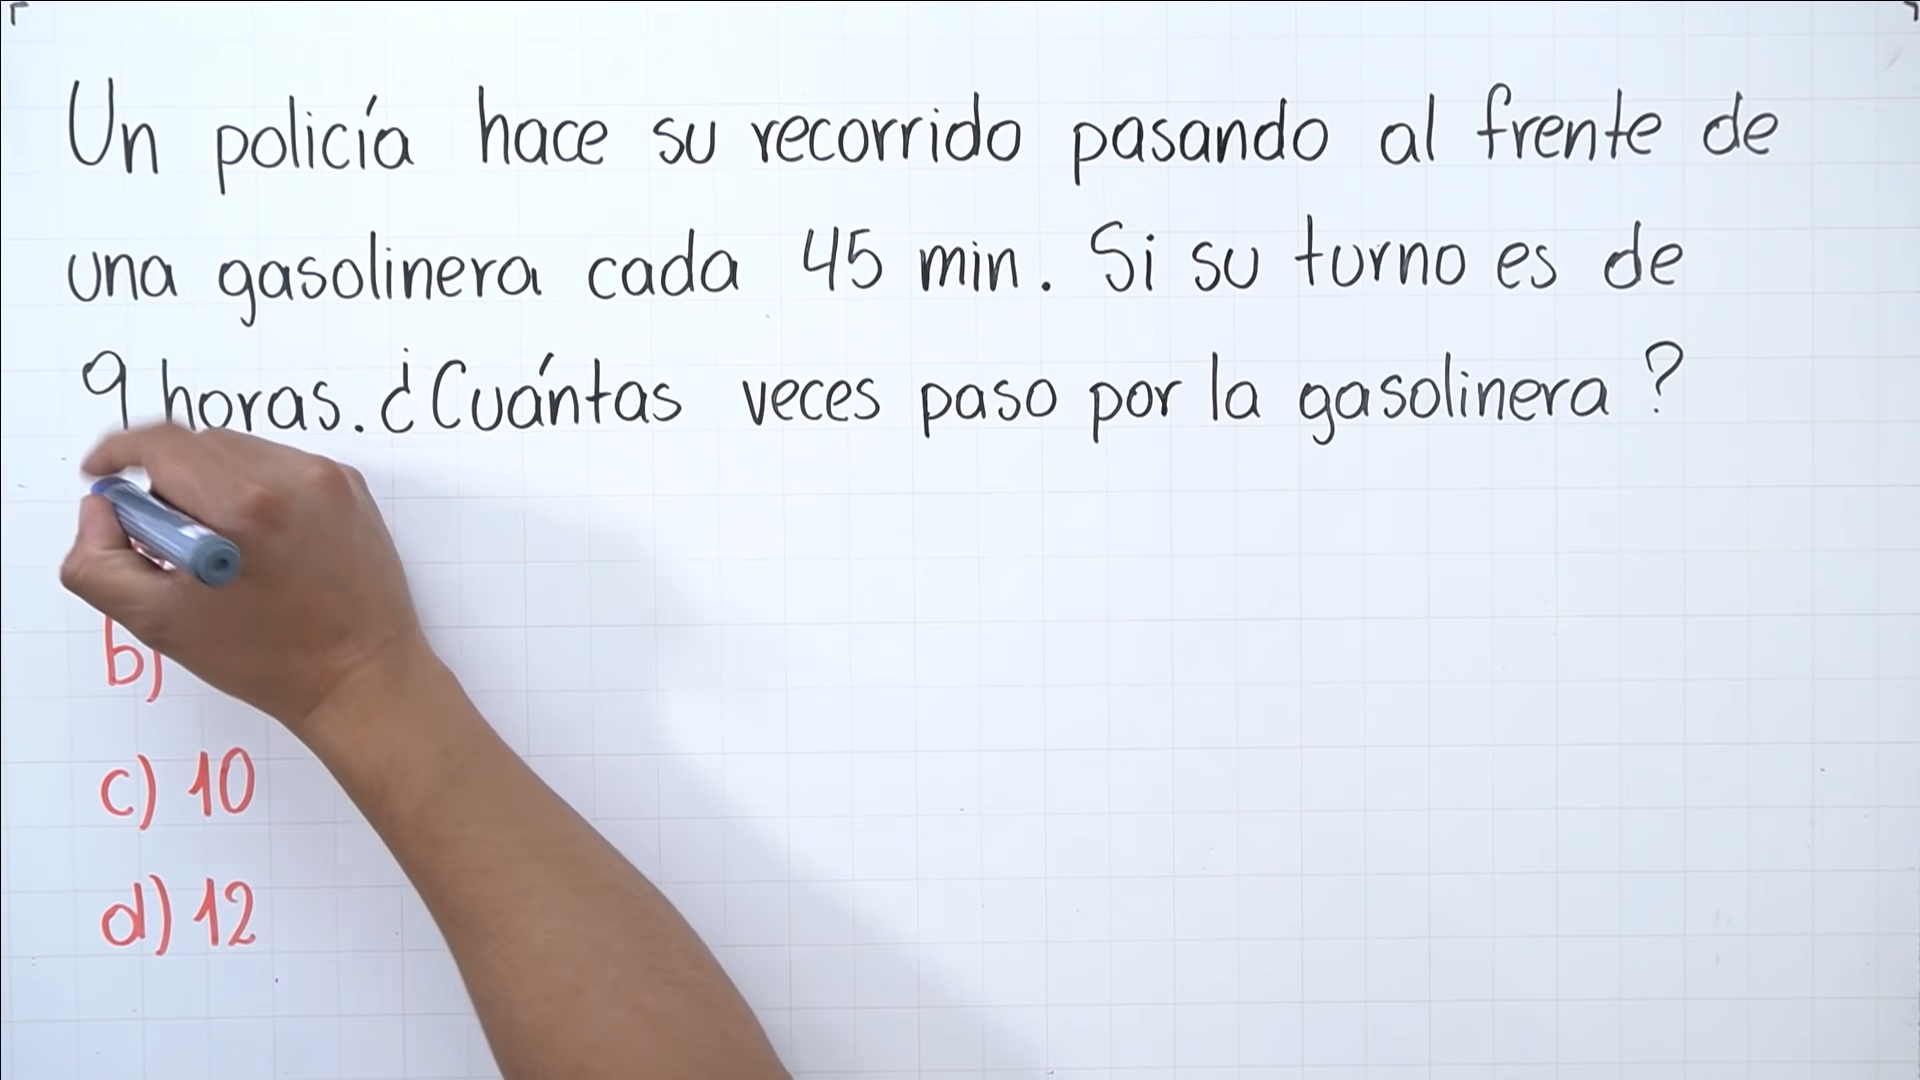 Un policía hace su recorrido pasando al frente de
una gasolinera cada 45 min. Si su turno es de
9 horas. ¿Cuántas veces paso por la gasolinera?
b)
c) 10
d) 12